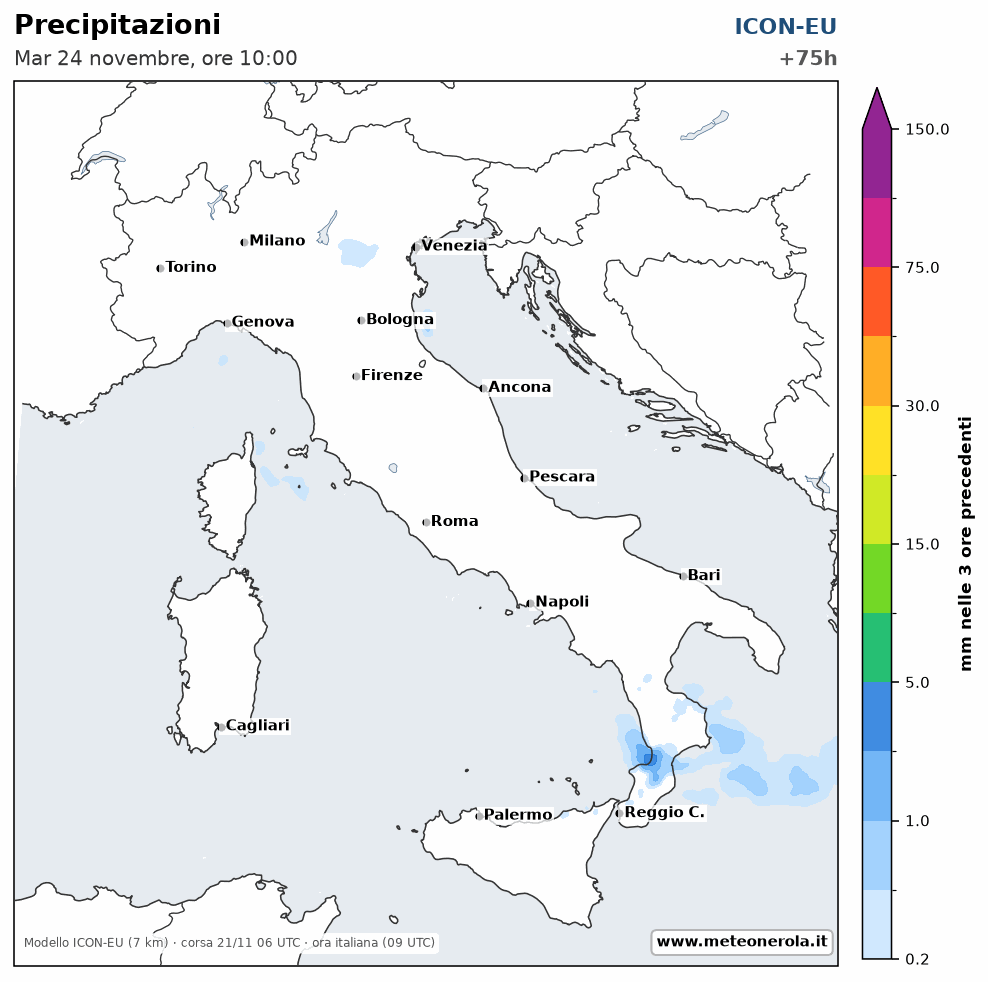 Precipitazioni
ICON-EU
Mar 24 novembre, ore 10:00
+75h
150.0
75.0
30.0
15.0
5.0
1.0
0.2
mm nelle 3 ore precedenti
Milano
Venezia
Torino
Genova
Bologna
Firenze
Ancona
Pescara
Roma
Bari
Napoli
Cagliari
Palermo
Reggio C.
Modello ICON-EU (7 km) · corsa 21/11 06 UTC · ora italiana (09 UTC)
www.meteonerola.it